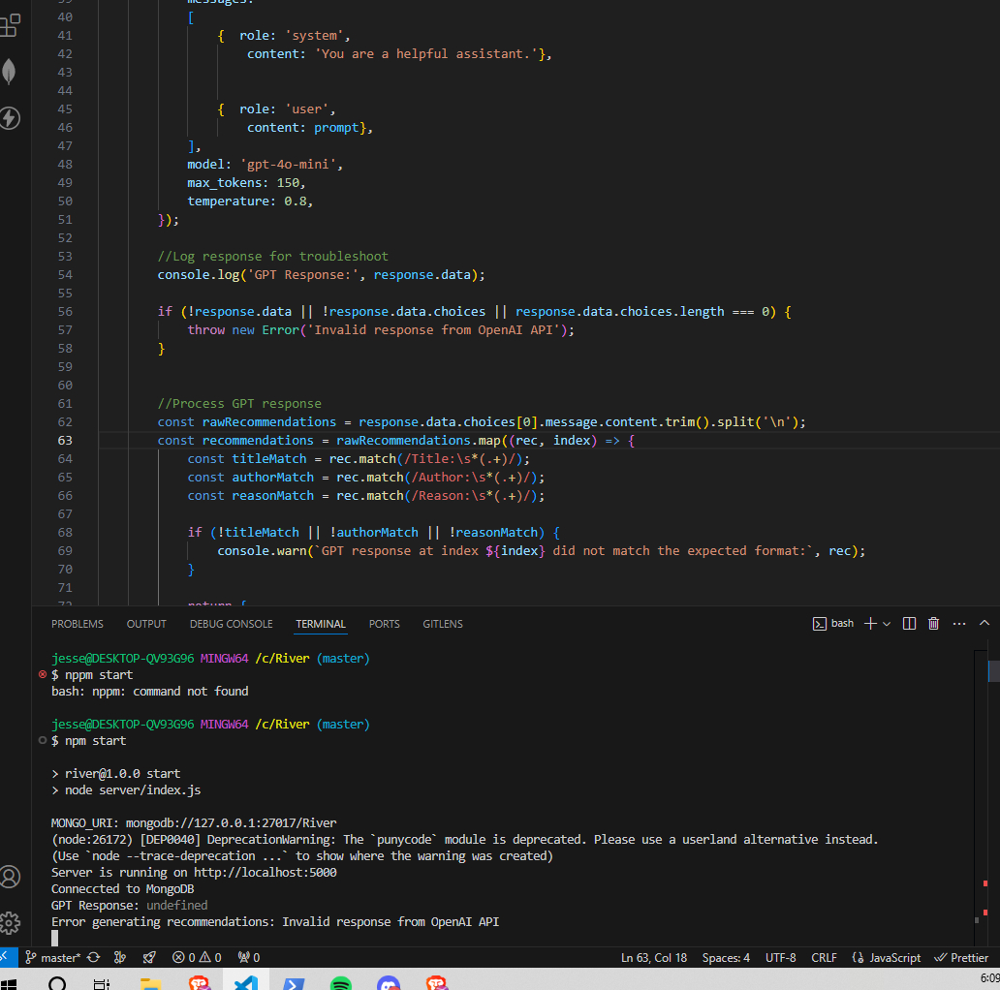 40 [
41 { role: 'system',
42 content: 'You are a helpful assistant.'},
43
44
45 { role: 'user',
46 content: prompt},
47 ],
48 model: 'gpt-4o-mini',
49 max_tokens: 150,
50 temperature: 0.8,
51 });
52
53 //Log response for troubleshoot
54 console.log('GPT Response:', response.data);
55
56 if (!response.data || !response.data.choices || response.data.choices.length === 0) {
57 throw new Error('Invalid response from OpenAI API');
58 }
59
60
61 //Process GPT response
62 const rawRecommendations = response.data.choices[0].message.content.trim().split('\n');
63 const recommendations = rawRecommendations.map((rec, index) => {
64 const titleMatch = rec.match(/Title:\s*(.+)/);
65 const authorMatch = rec.match(/Author:\s*(.+)/);
66 const reasonMatch = rec.match(/Reason:\s*(.+)/);
67
68 if (!titleMatch || !authorMatch || !reasonMatch) {
69 console.warn(`GPT response at index ${index} did not match the expected format:`, rec);
70 }
71
PROBLEMS OUTPUT DEBUG CONSOLE TERMINAL PORTS GITLENS bash
jesse@DESKTOP-QV93G96 MINGW64 /c/River (master)
$ nppm start
bash: nppm: command not found
jesse@DESKTOP-QV93G96 MINGW64 /c/River (master)
$ npm start
> river@1.0.0 start
> node server/index.js
MONGO_URI: mongodb://127.0.0.1:27017/River
(node:26172) [DEP0040] DeprecationWarning: The `punycode` module is deprecated. Please use a userland alternative instead.
(Use `node --trace-deprecation ...` to show where the warning was created)
Server is running on http://localhost:5000
Conneccted to MongoDB
GPT Response: undefined
Error generating recommendations: Invalid response from OpenAI API
master* 0 0 0 Ln 63, Col 18 Spaces: 4 UTF-8 CRLF {} JavaScript Prettier